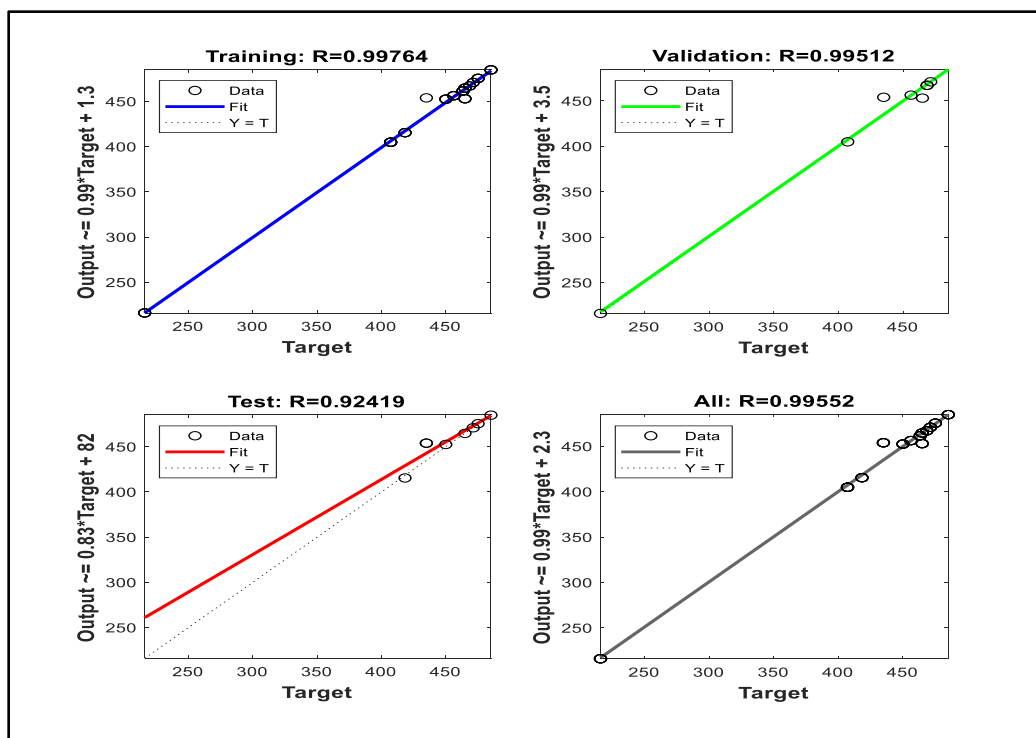 Training: R=0.99764
Output ~= 0.99*Target + 1.3
Data
Fit
Y = T
450
400
350
300
250
250 300 350 400 450
Target
Validation: R=0.99512
Output ~= 0.99*Target + 3.5
Data
Fit
Y = T
450
400
350
300
250
250 300 350 400 450
Target
Test: R=0.92419
Output ~= 0.83*Target + 82
Data
Fit
Y = T
450
400
350
300
250
250 300 350 400 450
Target
All: R=0.99552
Output ~= 0.99*Target + 2.3
Data
Fit
Y = T
450
400
350
300
250
250 300 350 400 450
Target